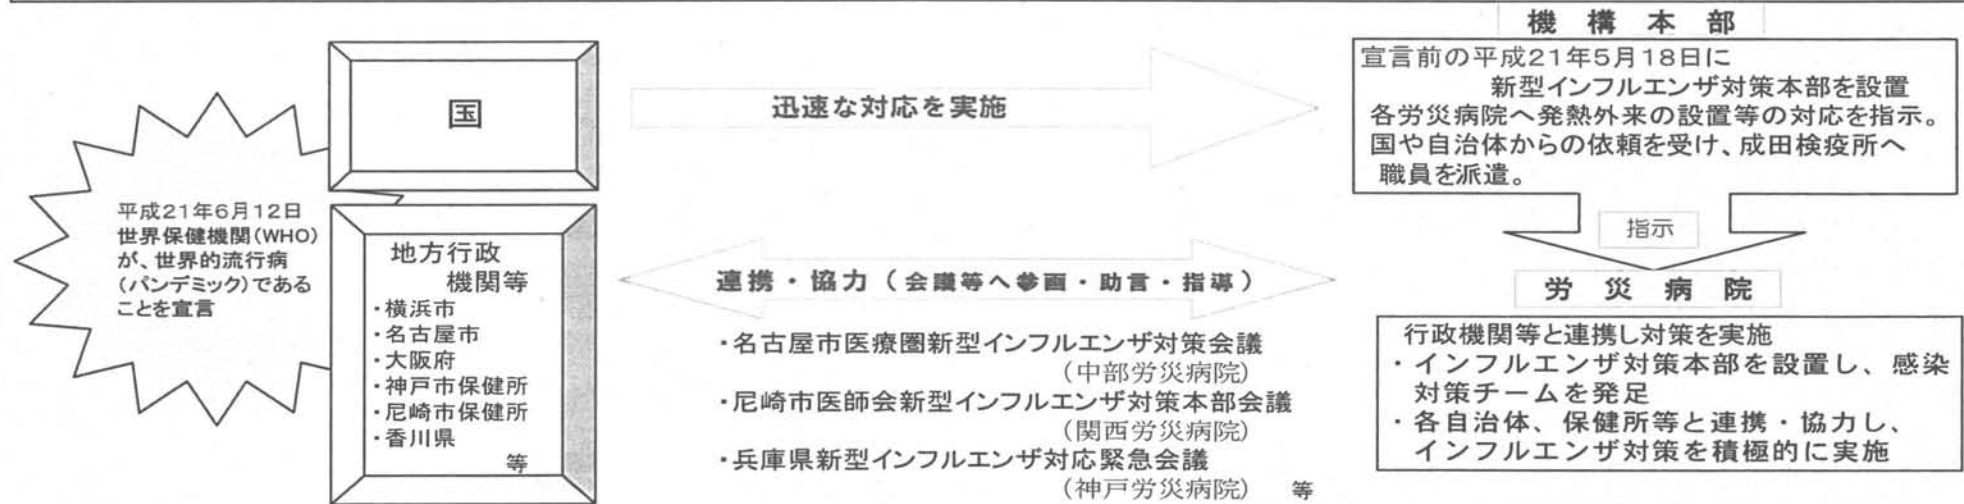 平成21年6月12日
世界保健機関(WHO)
が、世界的流行病
(パンデミック)である
ことを宣言
国
地方行政
機関等
・横浜市
・名古屋市
・大阪府
・神戸市保健所
・尼崎市保健所
・香川県
等
迅速な対応を実施
連携・協力(会議等へ参画・助言・指導)
・名古屋市医療圏新型インフルエンザ対策会議
(中部労災病院)
・尼崎市医師会新型インフルエンザ対策本部会議
(関西労災病院)
・兵庫県新型インフルエンザ対応緊急会議
(神戸労災病院) 等
機構本部
宣言前の平成21年5月18日に
新型インフルエンザ対策本部を設置
各労災病院へ発熱外来の設置等の対応を指示。
国や自治体からの依頼を受け、成田検疫所へ
職員を派遣。
指示
労災病院
行政機関等と連携し対策を実施
・インフルエンザ対策本部を設置し、感染
対策チームを発足
・各自治体、保健所等と連携・協力し、
インフルエンザ対策を積極的に実施